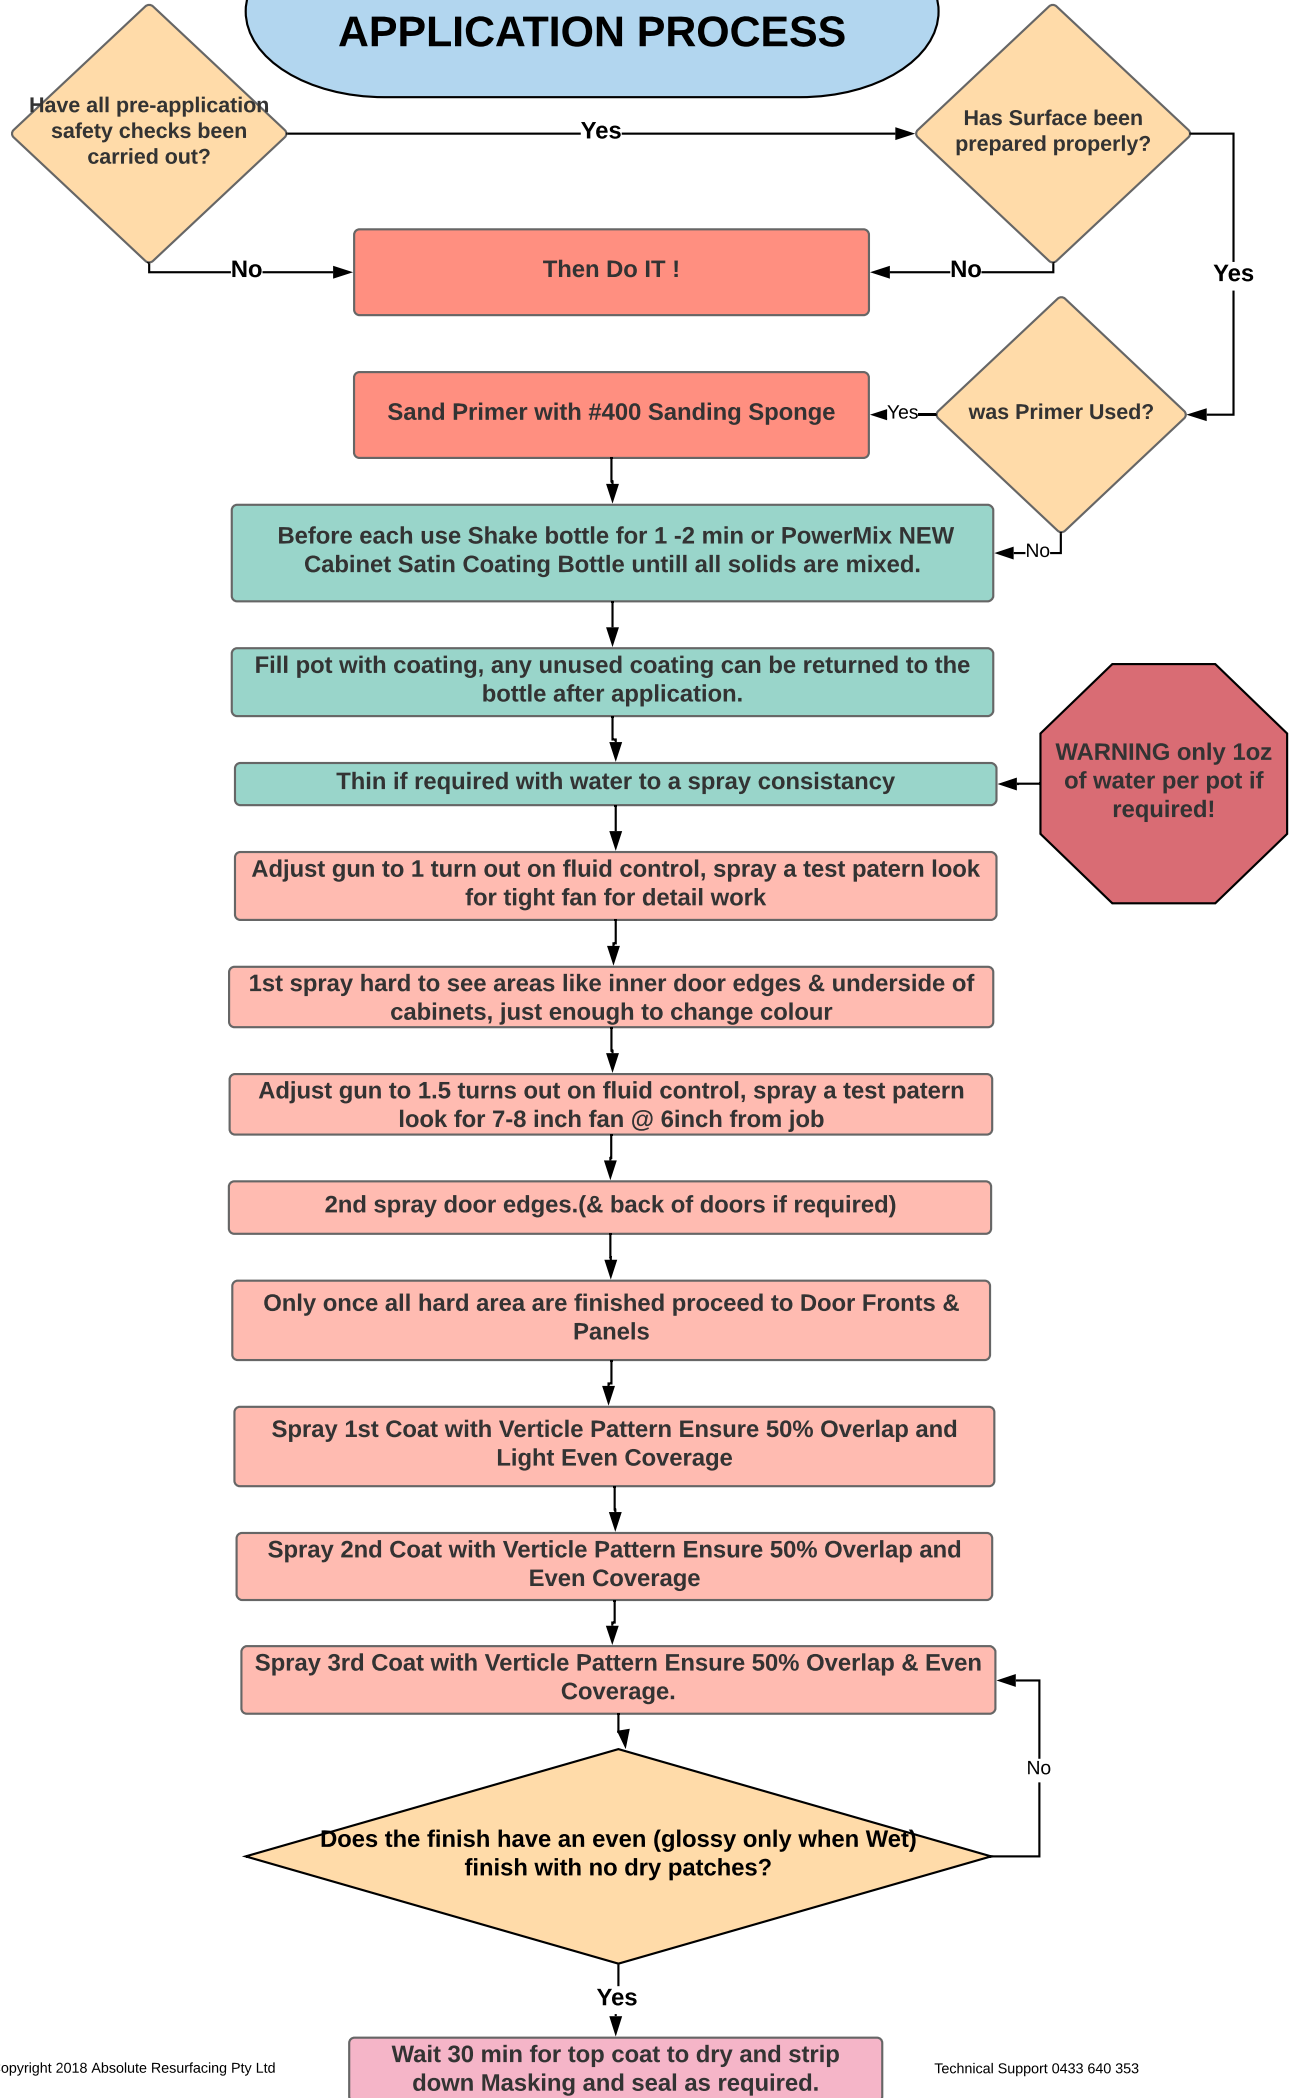 APPLICATION PROCESS
Have all pre-application
safety checks been
carried out?
Yes
Has Surface been
prepared properly?
No
Then Do IT !
No
Yes
Sand Primer with #400 Sanding Sponge
Yes
was Primer Used?
Before each use Shake bottle for 1 -2 min or PowerMix NEW
Cabinet Satin Coating Bottle untill all solids are mixed.
No
Fill pot with coating, any unused coating can be returned to the
bottle after application.
Thin if required with water to a spray consistancy
WARNING only 1oz
of water per pot if
required!
Adjust gun to 1 turn out on fluid control, spray a test patern look
for tight fan for detail work
1st spray hard to see areas like inner door edges & underside of
cabinets, just enough to change colour
Adjust gun to 1.5 turns out on fluid control, spray a test patern
look for 7-8 inch fan @ 6inch from job
2nd spray door edges.(& back of doors if required)
Only once all hard area are finished proceed to Door Fronts &
Panels
Spray 1st Coat with Verticle Pattern Ensure 50% Overlap and
Light Even Coverage
Spray 2nd Coat with Verticle Pattern Ensure 50% Overlap and
Even Coverage
Spray 3rd Coat with Verticle Pattern Ensure 50% Overlap & Even
Coverage.
No
Does the finish have an even (glossy only when Wet)
finish with no dry patches?
Yes
Wait 30 min for top coat to dry and strip
down Masking and seal as required.
opyright 2018 Absolute Resurfacing Pty Ltd
Technical Support 0433 640 353